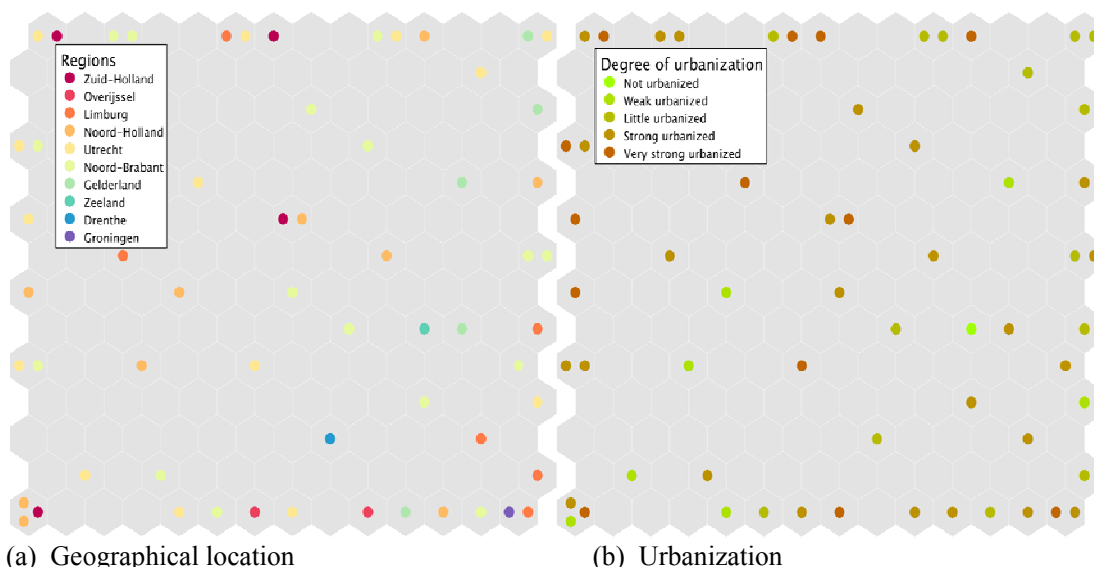 Regions
Zuid-Holland
Overijssel
Limburg
Noord-Holland
Utrecht
Noord-Brabant
Gelderland
Zeeland
Drenthe
Groningen
Degree of urbanization
Not urbanized
Weak urbanized
Little urbanized
Strong urbanized
Very strong urbanized
(a) Geographical location
(b) Urbanization